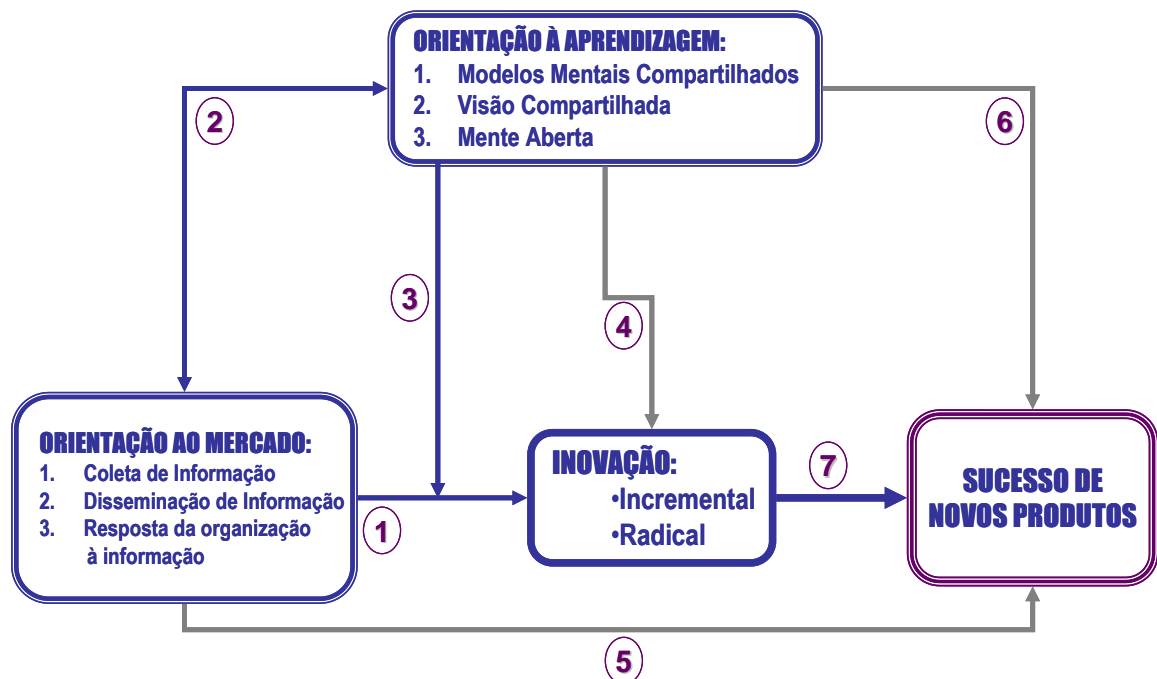 ORIENTAÇÃO À APRENDIZAGEM:
1. Modelos Mentais Compartilhados
2. Visão Compartilhada
3. Mente Aberta
2
6
3
4
ORIENTAÇÃO AO MERCADO:
1. Coleta de Informação
2. Disseminação de Informação
3. Resposta da organização
à informação
1
INOVAÇÃO:
•Incremental
•Radical
7
SUCESSO DE
NOVOS PRODUTOS
5